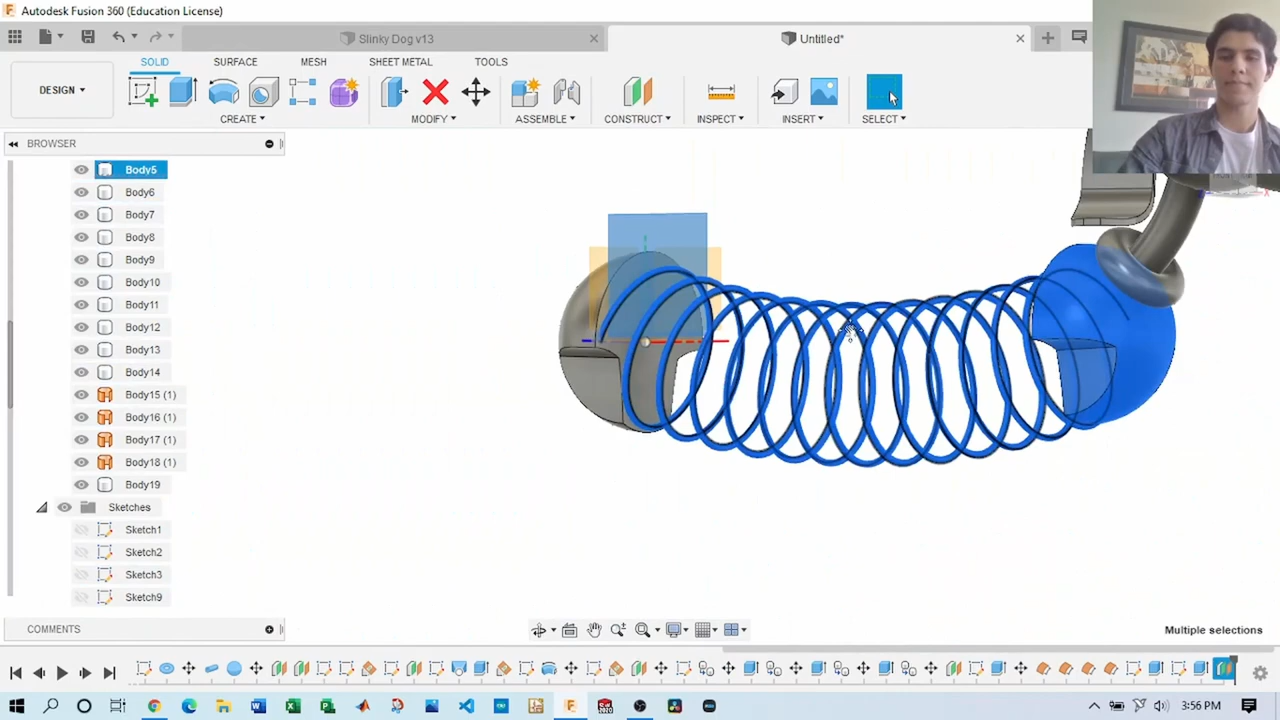 Autodesk Fusion 360 (Education License)
Slinky Dog v13
Untitled*
DESIGN
SOLID
SURFACE
MESH
SHEET METAL
TOOLS
CREATE
MODIFY
ASSEMBLE
CONSTRUCT
INSPECT
INSERT
SELECT
BROWSER
Body5
Body6
Body7
Body8
Body9
Body10
Body11
Body12
Body13
Body14
Body15 (1)
Body16 (1)
Body17 (1)
Body18 (1)
Body19
Sketches
Sketch1
Sketch2
Sketch3
Sketch9
COMMENTS
Multiple selections
3:56 PM